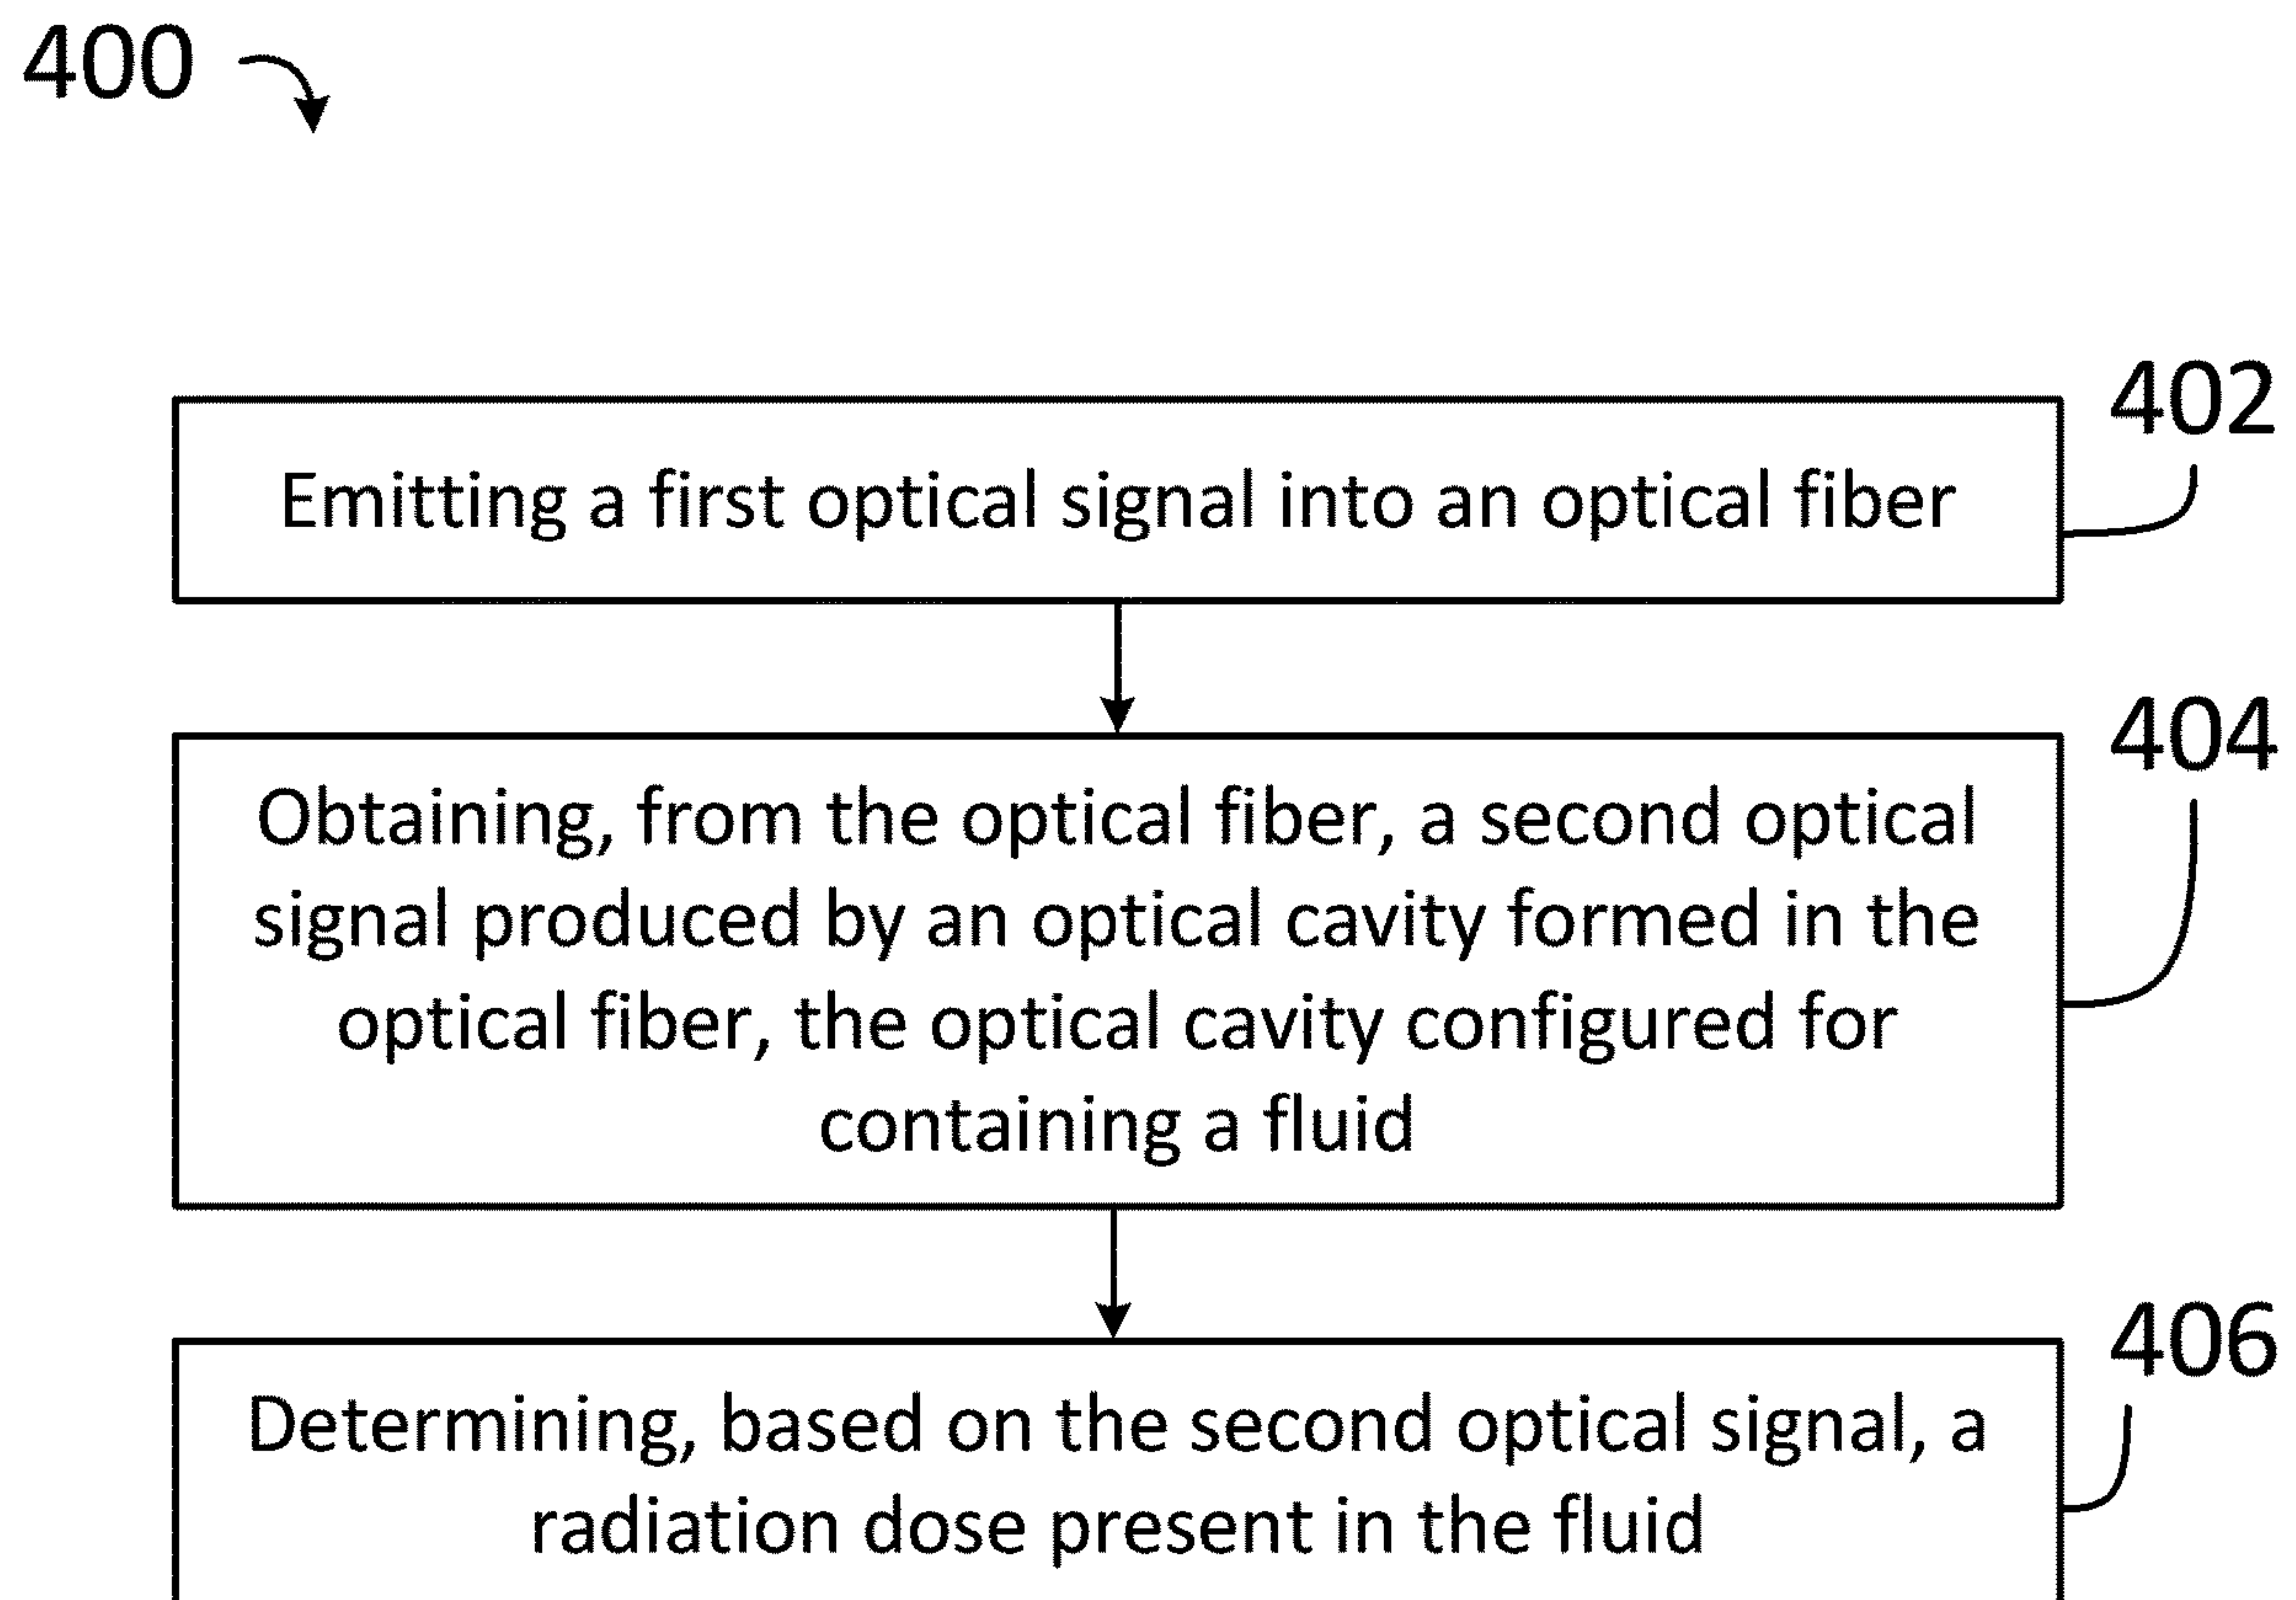 400
402
Emitting a first optical signal into an optical fiber
404
Obtaining, from the optical fiber, a second optical
signal produced by an optical cavity formed in the
optical fiber, the optical cavity configured for
containing a fluid
406
Determining, based on the second optical signal, a
radiation dose present in the fluid